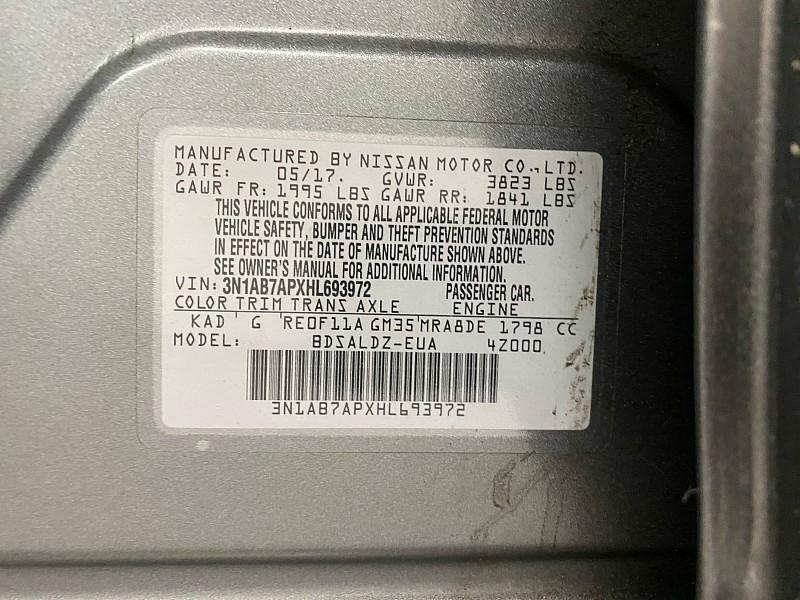 MANUFACTURED BY NISSAN MOTOR CO., LTD.
DATE: 05/17. GVWR: 3823 LBS
GAWR FR: 1995 LBS GAWR RR: 1841 LBS
THIS VEHICLE CONFORMS TO ALL APPLICABLE FEDERAL MOTOR
VEHICLE SAFETY, BUMPER AND THEFT PREVENTION STANDARDS
IN EFFECT ON THE DATE OF MANUFACTURE SHOWN ABOVE.
SEE OWNER'S MANUAL FOR ADDITIONAL INFORMATION.
VIN: 3N1AB7APXHL693972 PASSENGER CAR.
COLOR TRIM TRANS AXLE ENGINE
KAD G RE0F11A GM35 MRA8DE 1798 CC
MODEL: BDSALDZ-EUA 4Z000
3N1AB7APXHL693972